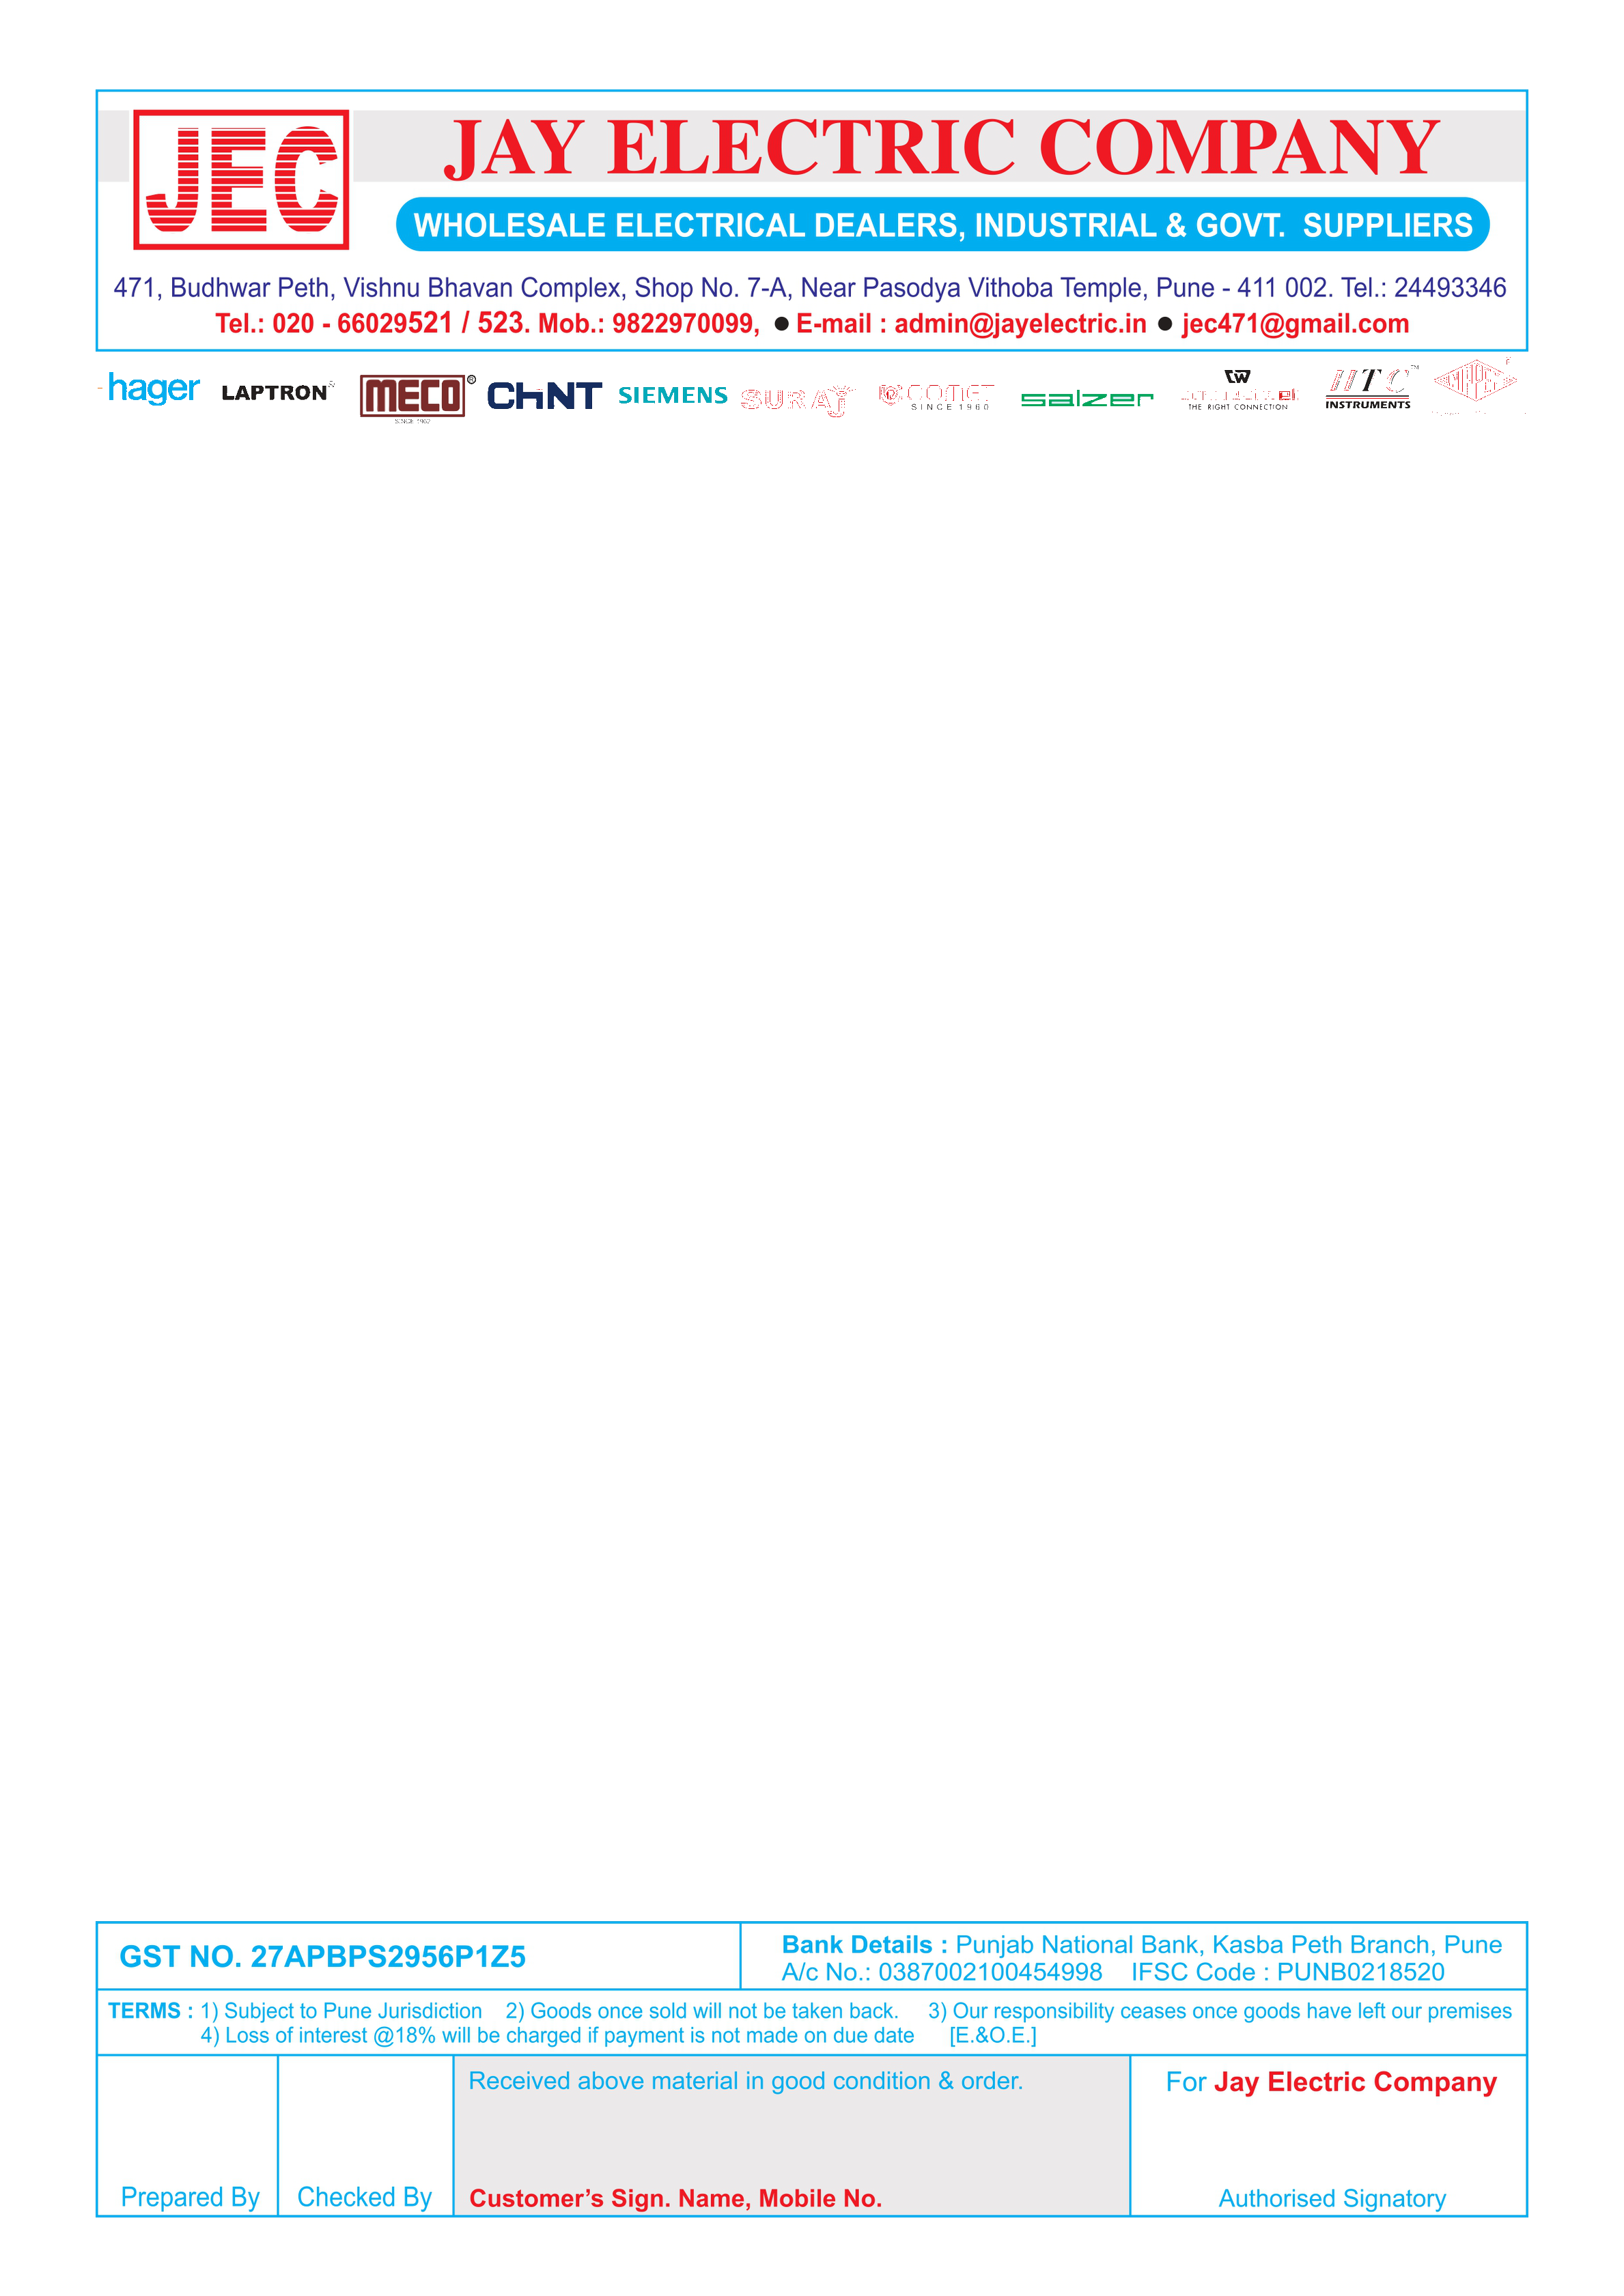 JEC
JAY ELECTRIC COMPANY
WHOLESALE ELECTRICAL DEALERS, INDUSTRIAL & GOVT. SUPPLIERS
471, Budhwar Peth, Vishnu Bhavan Complex, Shop No. 7-A, Near Pasodya Vithoba Temple, Pune - 411 002. Tel.: 24493346
Tel.: 020 - 66029521 / 523. Mob.: 9822970099, ● E-mail : admin@jayelectric.in ● jec471@gmail.com
hager LAPTRON® MECO® CHNT SIEMENS SURAJ COMET salzer HTC™
SINCE 1962 SINCE 1960 THE RIGHT CONNECTION INSTRUMENTS
GST NO. 27APBPS2956P1Z5
Bank Details : Punjab National Bank, Kasba Peth Branch, Pune
A/c No.: 0387002100454998 IFSC Code : PUNB0218520
TERMS : 1) Subject to Pune Jurisdiction 2) Goods once sold will not be taken back. 3) Our responsibility ceases once goods have left our premises
4) Loss of interest @18% will be charged if payment is not made on due date [E.&O.E.]
Received above material in good condition & order.
For Jay Electric Company
Prepared By
Checked By
Customer’s Sign. Name, Mobile No.
Authorised Signatory